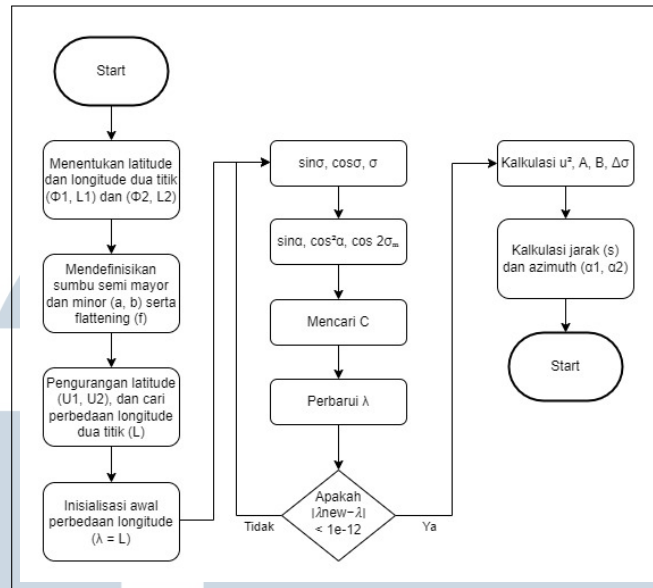 Start
Menentukan latitude
dan longitude dua titik
(Φ1, L1) dan (Φ2, L2)
Mendefinisikan
sumbu semi mayor
dan minor (a, b) serta
flattening (f)
Pengurangan latitude
(U1, U2), dan cari
perbedaan longitude
dua titik (L)
Inisialisasi awal
perbedaan longitude
(λ = L)
sinσ, cosσ, σ
sinα, cos²α, cos 2σₘ
Mencari C
Perbarui λ
Apakah
|λnew−λ|
< 1e-12
Tidak
Ya
Kalkulasi u², A, B, Δσ
Kalkulasi jarak (s)
dan azimuth (α1, α2)
Start